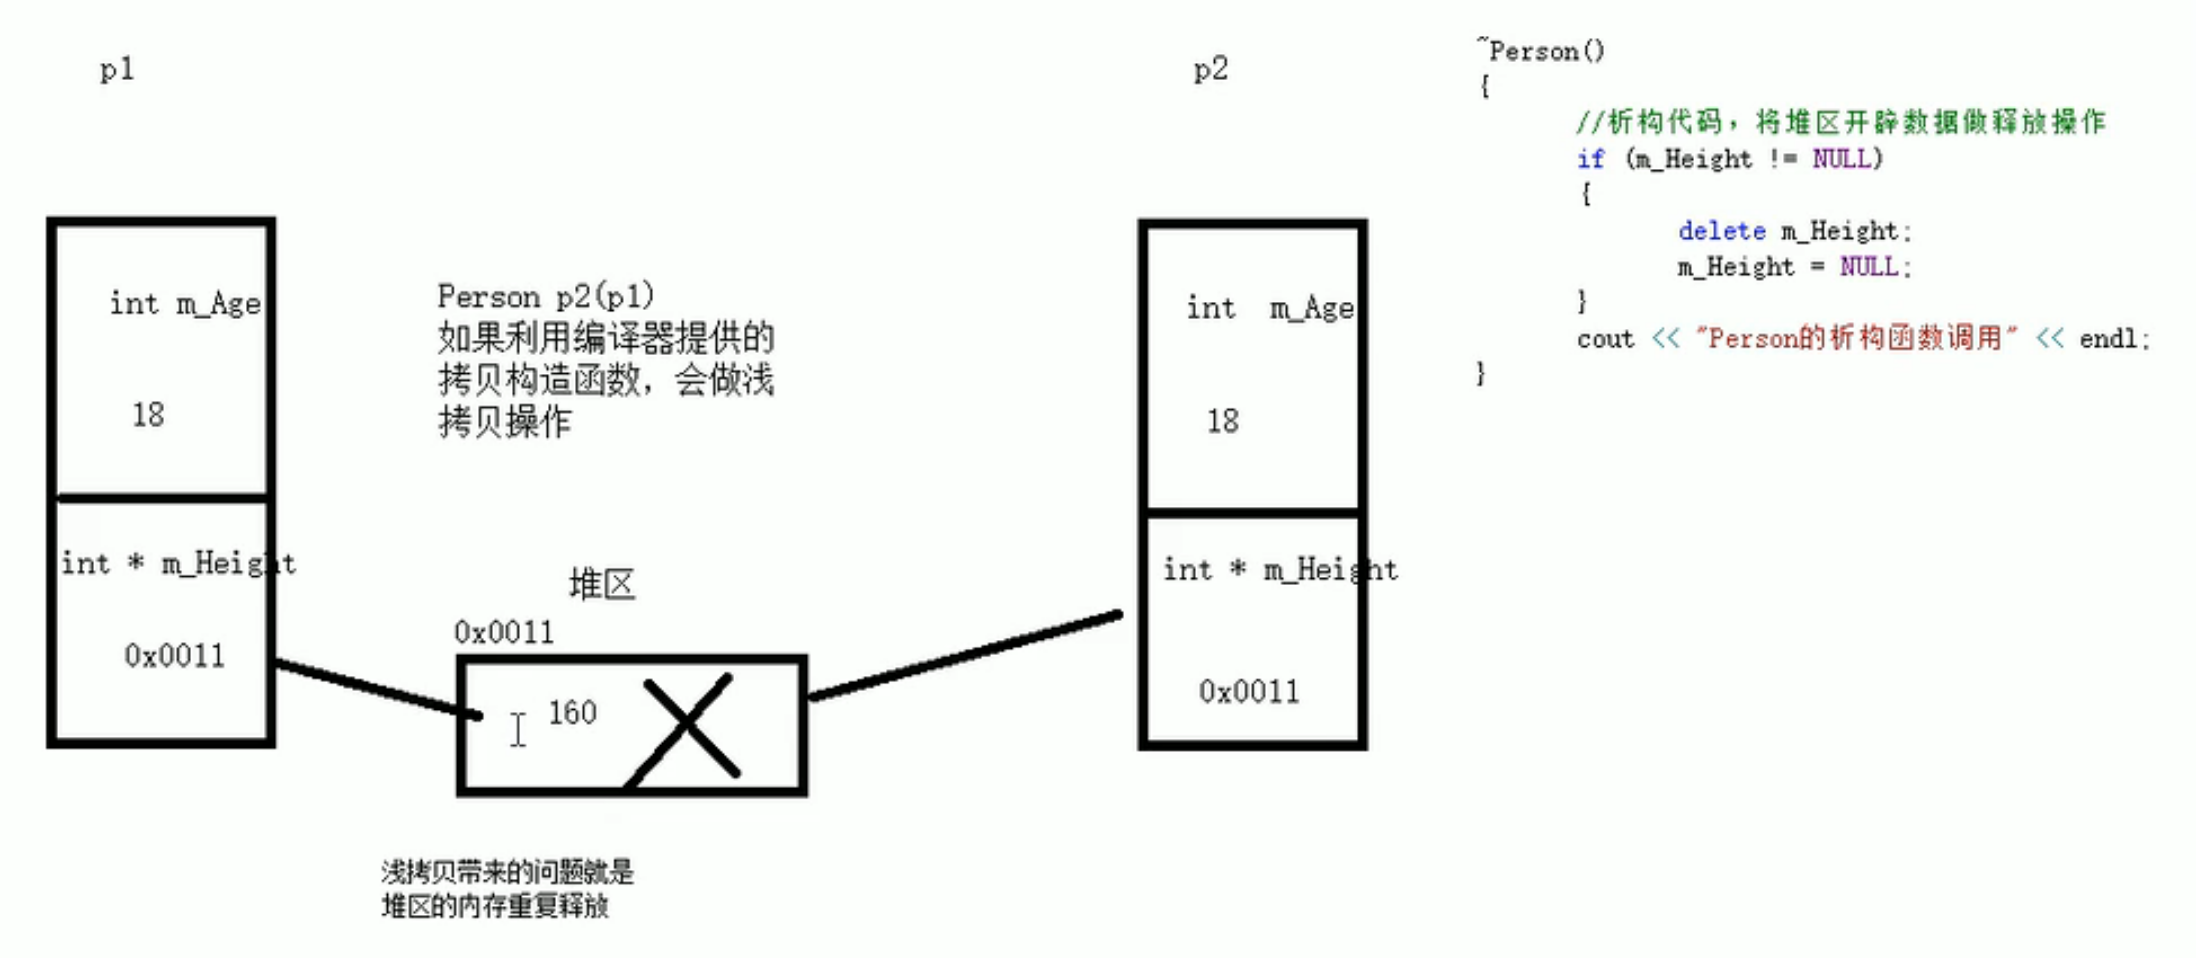 p1
int m_Age
18
int * m_Height
0x0011
Person p2(p1)
如果利用编译器提供的
拷贝构造函数，会做浅
拷贝操作
堆区
0x0011
160
浅拷贝带来的问题就是
堆区的内存重复释放
p2
int  m_Age
18
int * m_Height
0x0011
~Person()
{
//析构代码，将堆区开辟数据做释放操作
if (m_Height != NULL)
{
delete m_Height;
m_Height = NULL;
}
cout << "Person的析构函数调用" << endl;
}